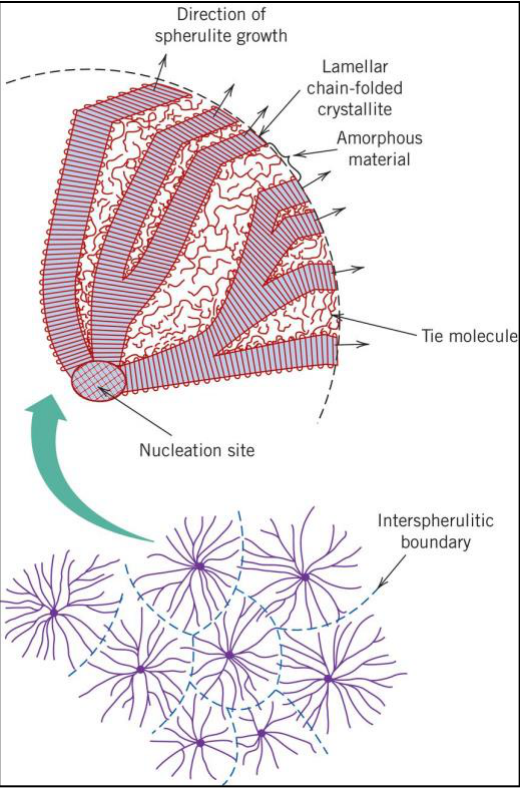 Direction of
spherulite growth
Lamellar
chain-folded
crystallite
Amorphous
material
Tie molecule
Nucleation site
Interspherulitic
boundary